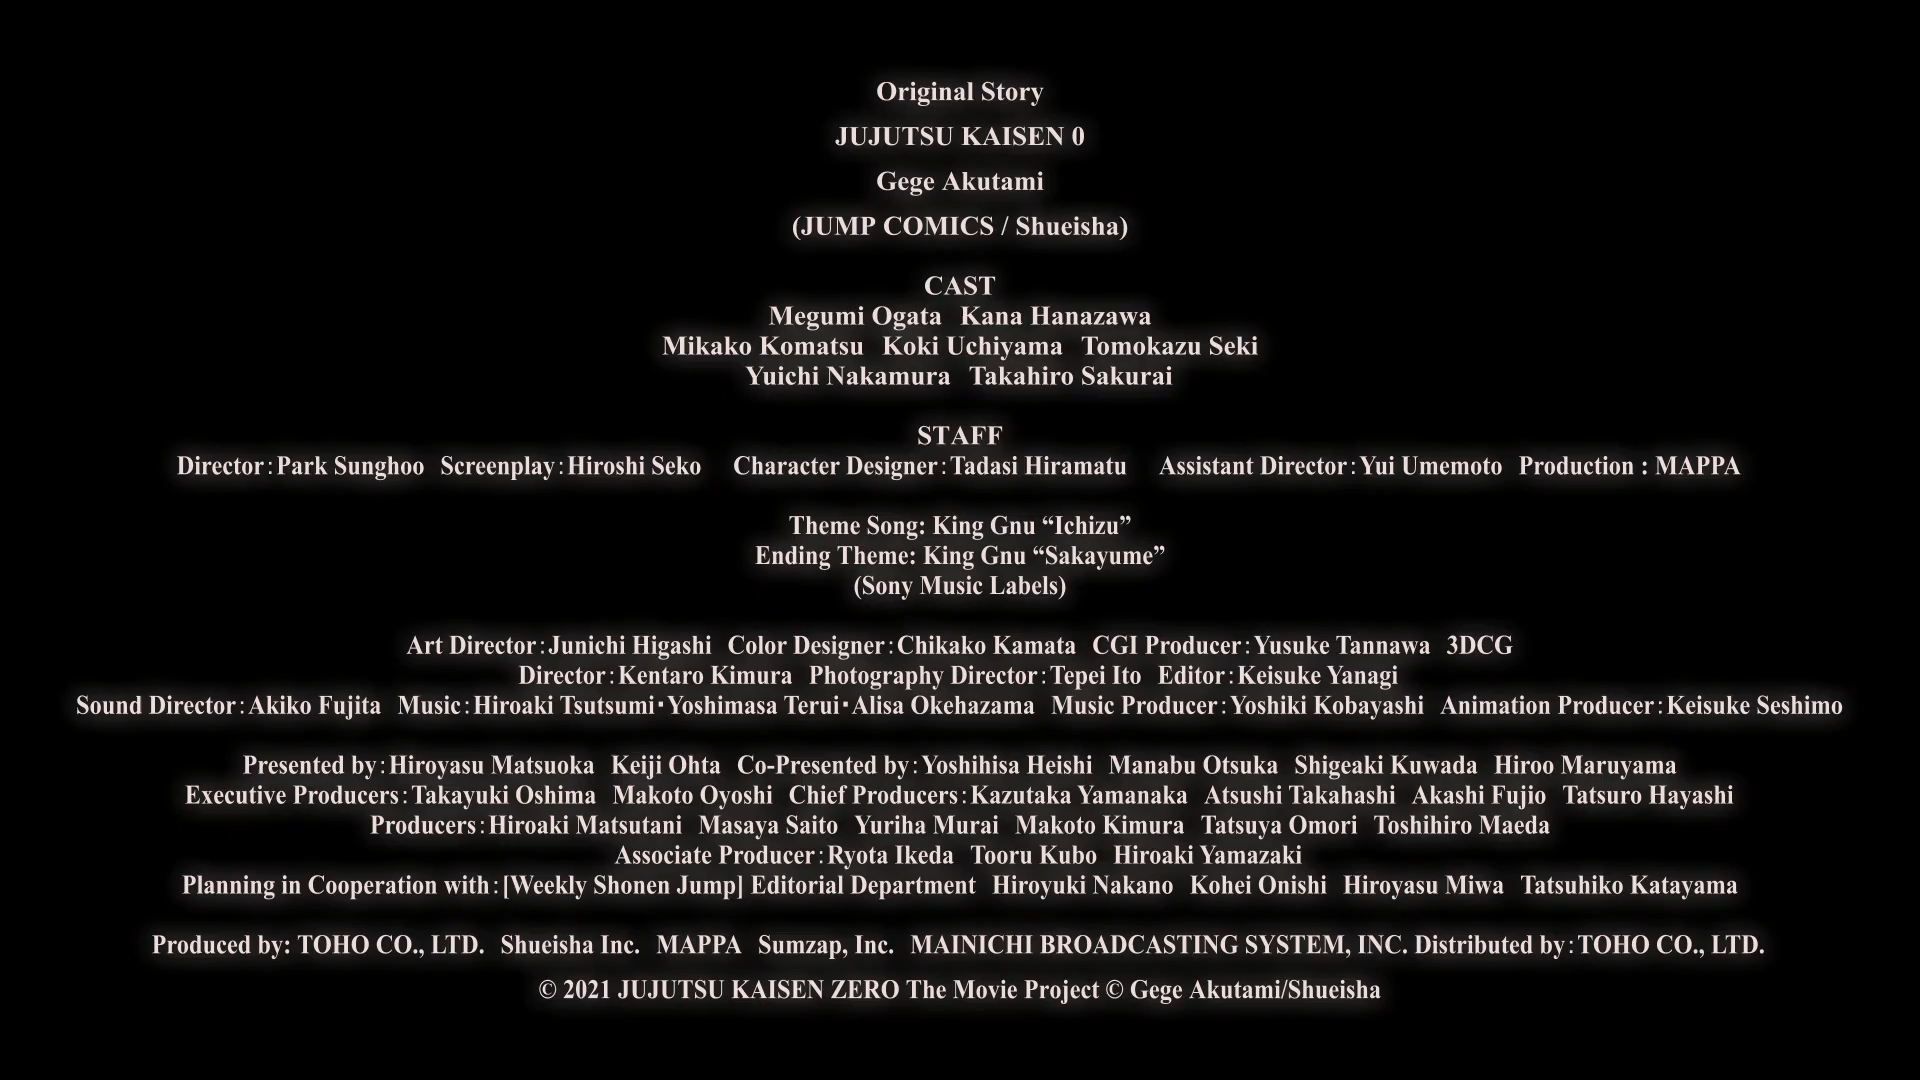 Original Story
JUJUTSU KAISEN 0
Gege Akutami
(JUMP COMICS / Shueisha)
CAST
Megumi Ogata Kana Hanazawa
Mikako Komatsu Koki Uchiyama Tomokazu Seki
Yuichi Nakamura Takahiro Sakurai
STAFF
Director:Park Sunghoo Screenplay:Hiroshi Seko Character Designer:Tadasi Hiramatu Assistant Director:Yui Umemoto Production : MAPPA
Theme Song: King Gnu “Ichizu”
Ending Theme: King Gnu “Sakayume”
(Sony Music Labels)
Art Director:Junichi Higashi Color Designer:Chikako Kamata CGI Producer:Yusuke Tannawa 3DCG
Director:Kentaro Kimura Photography Director:Tepei Ito Editor:Keisuke Yanagi
Sound Director:Akiko Fujita Music:Hiroaki Tsutsumi・Yoshimasa Terui・Alisa Okehazama Music Producer:Yoshiki Kobayashi Animation Producer:Keisuke Seshimo
Presented by:Hiroyasu Matsuoka Keiji Ohta Co-Presented by:Yoshihisa Heishi Manabu Otsuka Shigeaki Kuwada Hiroo Maruyama
Executive Producers:Takayuki Oshima Makoto Oyoshi Chief Producers:Kazutaka Yamanaka Atsushi Takahashi Akashi Fujio Tatsuro Hayashi
Producers:Hiroaki Matsutani Masaya Saito Yuriha Murai Makoto Kimura Tatsuya Omori Toshihiro Maeda
Associate Producer:Ryota Ikeda Tooru Kubo Hiroaki Yamazaki
Planning in Cooperation with:[Weekly Shonen Jump] Editorial Department Hiroyuki Nakano Kohei Onishi Hiroyasu Miwa Tatsuhiko Katayama
Produced by: TOHO CO., LTD. Shueisha Inc. MAPPA Sumzap, Inc. MAINICHI BROADCASTING SYSTEM, INC. Distributed by:TOHO CO., LTD.
© 2021 JUJUTSU KAISEN ZERO The Movie Project © Gege Akutami/Shueisha